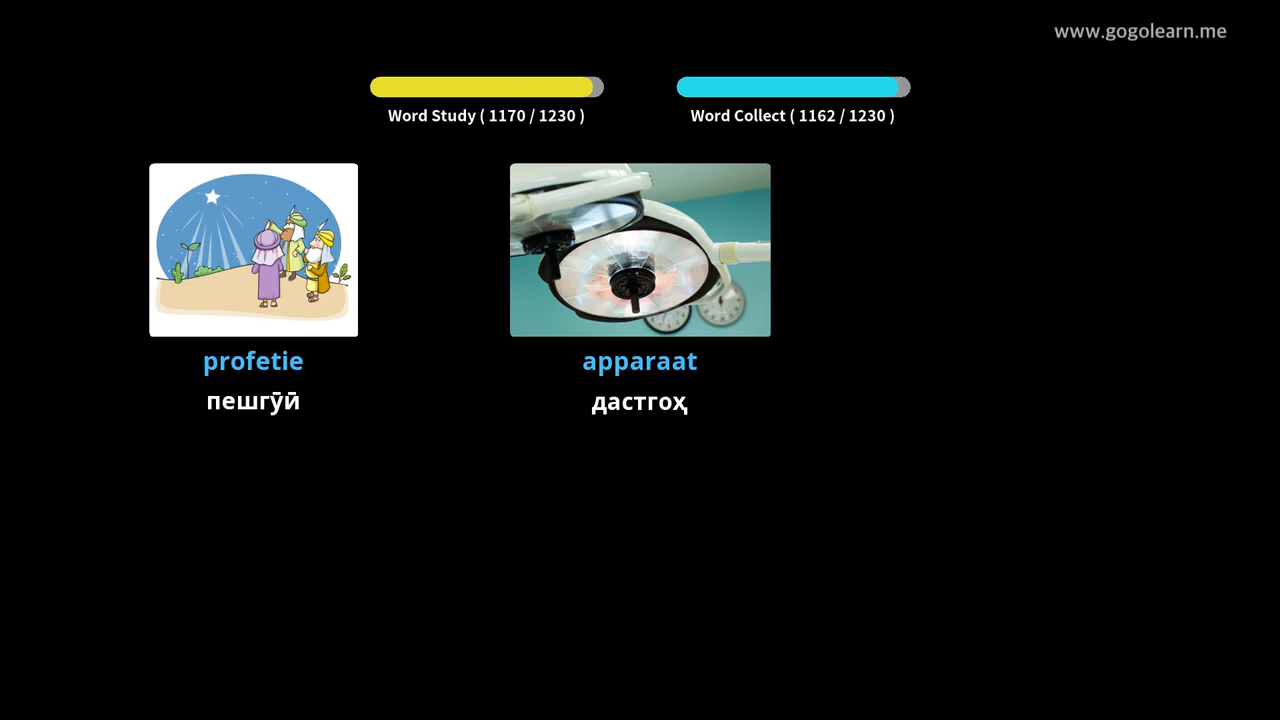 www.gogolearn.me
Word Study ( 1170 / 1230 )
Word Collect ( 1162 / 1230 )
profetie
пешгӯӣ
apparaat
дастгоҳ